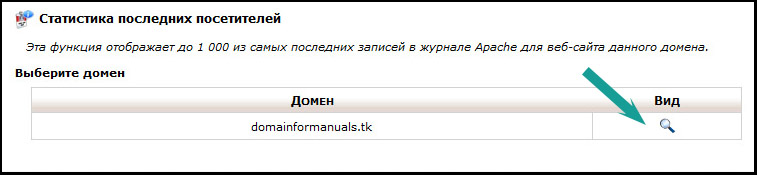 Статистика последних посетителей
Эта функция отображает до 1 000 из самых последних записей в журнале Apache для веб-сайта данного домена.
Выберите домен
Домен Вид
domainformanuals.tk